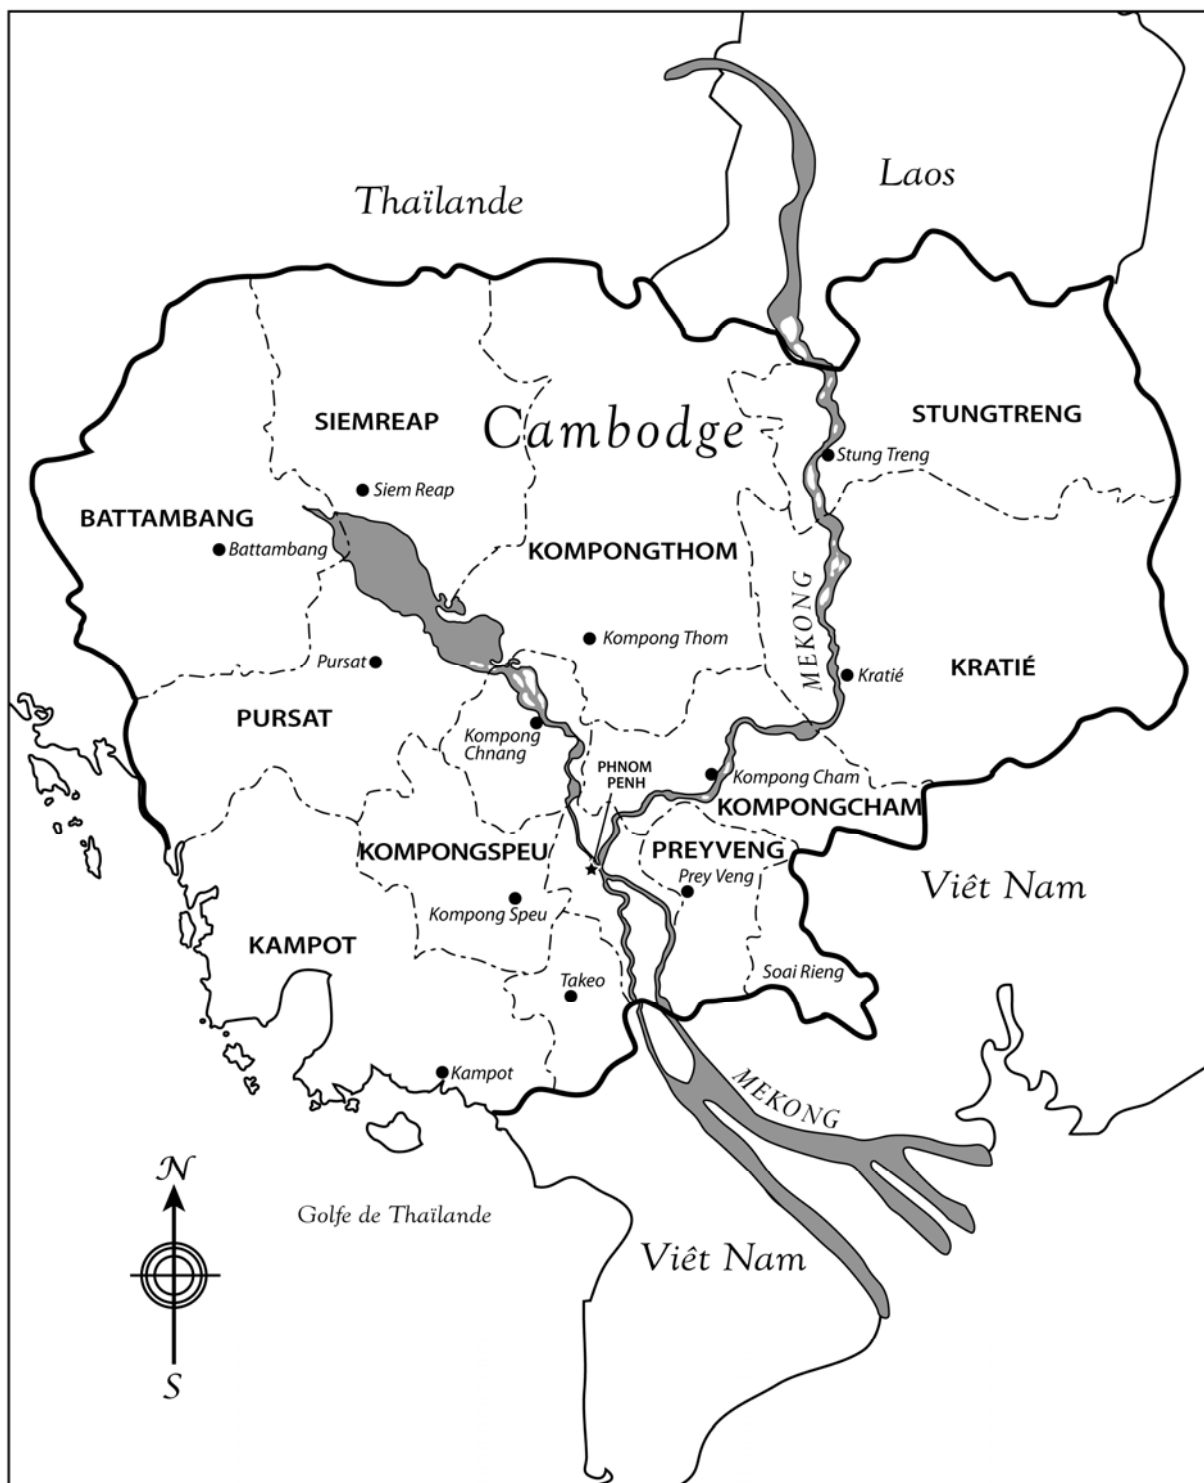 Thaïlande
Laos
SIEMREAP
Cambodge
STUNGTRENG
Stung Treng
Siem Reap
BATTAMBANG
Battambang
KOMPONGTHOM
MEKONG
Kompong Thom
Pursat
Kratié
KRATIÉ
PURSAT
Kompong
Chnang
PHNOM
PENH
Kompong Cham
KOMPONGCHAM
KOMPONGSPEU
PREYVENG
Prey Veng
Viêt Nam
Kompong Speu
KAMPOT
Takeo
Soai Rieng
Kampot
MEKONG
N
Golfe de Thaïlande
Viêt Nam
S